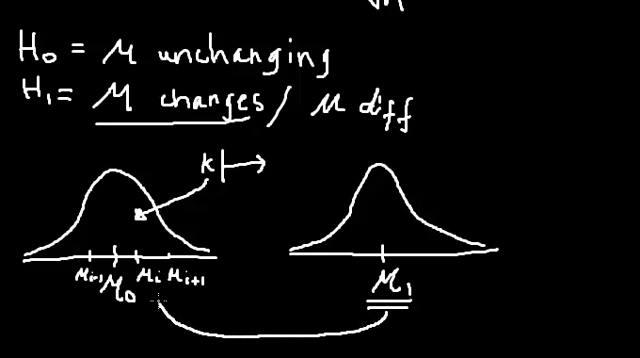 H₀ = μ unchanging
H₁ = μ changes / μ diff
k
μi-1 μ₀ μi μi+1
μ₁